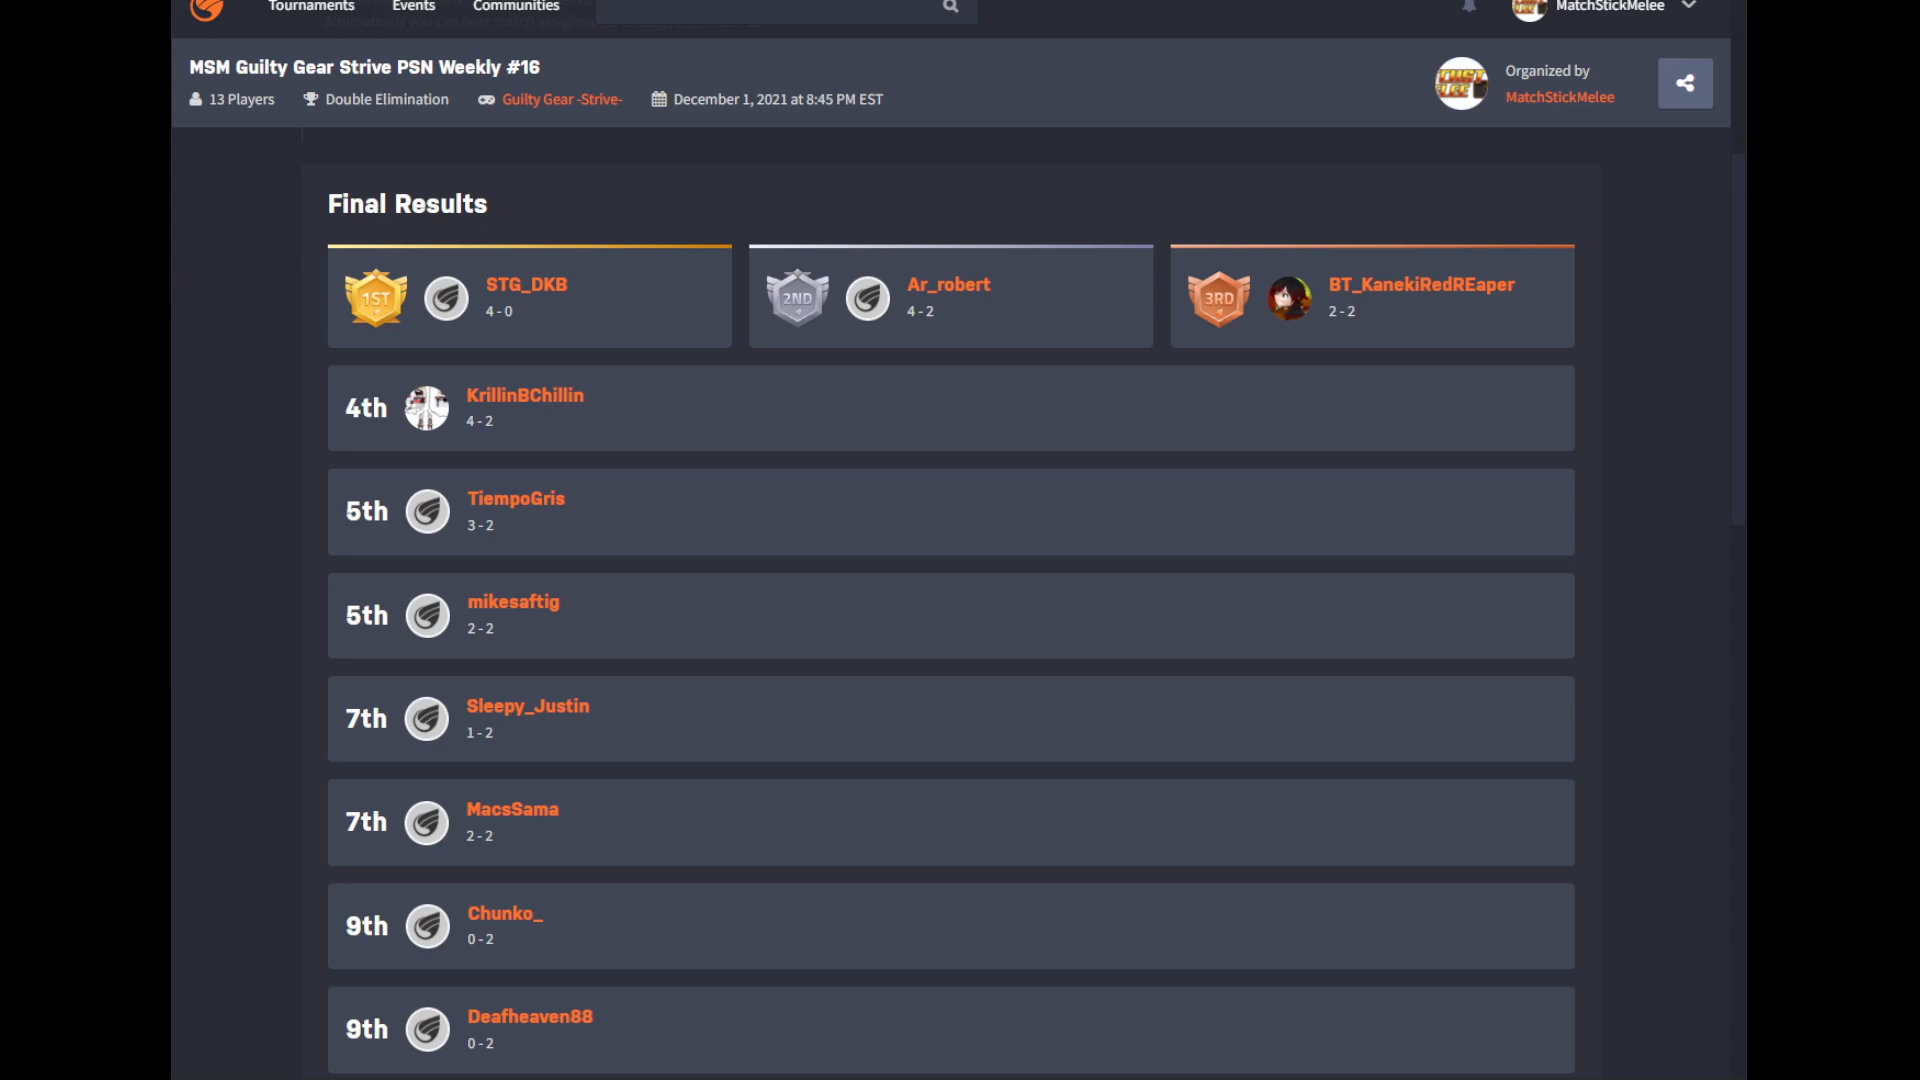 Tournaments Events Communities MatchStickMelee
MSM Guilty Gear Strive PSN Weekly #16
13 Players Double Elimination Guilty Gear -Strive- December 1, 2021 at 8:45 PM EST
Organized by
MatchStickMelee
Final Results
1ST STG_DKB
4 - 0
2ND Ar_robert
4 - 2
3RD BT_KanekiRedREaper
2 - 2
4th KrillinBChillin
4 - 2
5th TiempoGris
3 - 2
5th mikesaftig
2 - 2
7th Sleepy_Justin
1 - 2
7th MacsSama
2 - 2
9th Chunko_
0 - 2
9th Deafheaven88
0 - 2